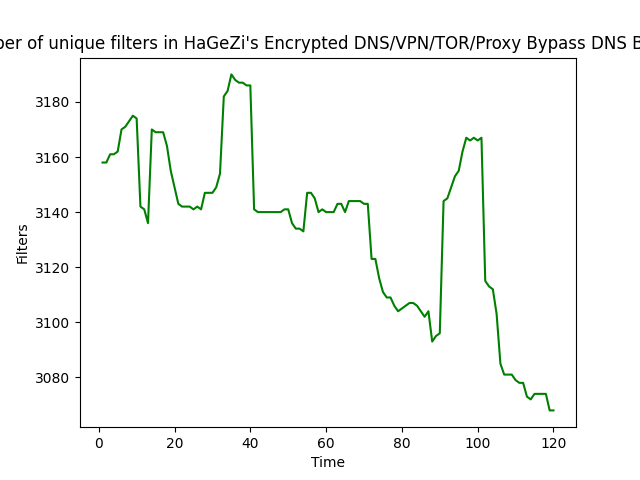 ber of unique filters in HaGeZi's Encrypted DNS/VPN/TOR/Proxy Bypass DNS B
3180
3160
3140
3120
3100
3080
Filters
0 20 40 60 80 100 120
Time